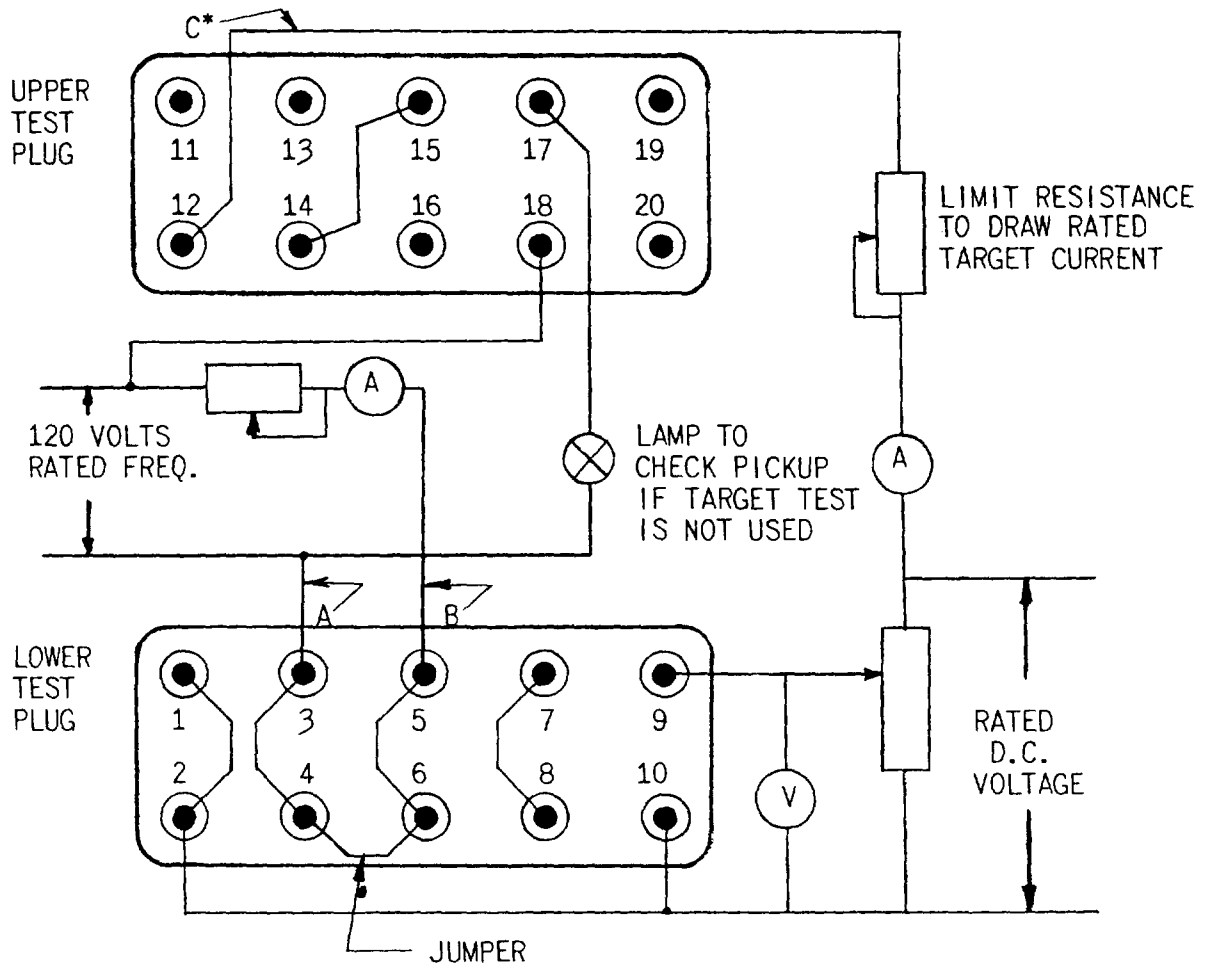 C*
UPPER
TEST
PLUG
11 13 15 17 19
12 14 16 18 20
LIMIT RESISTANCE
TO DRAW RATED
TARGET CURRENT
A
120 VOLTS
RATED FREQ.
LAMP TO
CHECK PICKUP
IF TARGET TEST
IS NOT USED
A
A B
LOWER
TEST
PLUG
1 3 5 7 9
2 4 6 8 10
V
RATED
D.C.
VOLTAGE
JUMPER